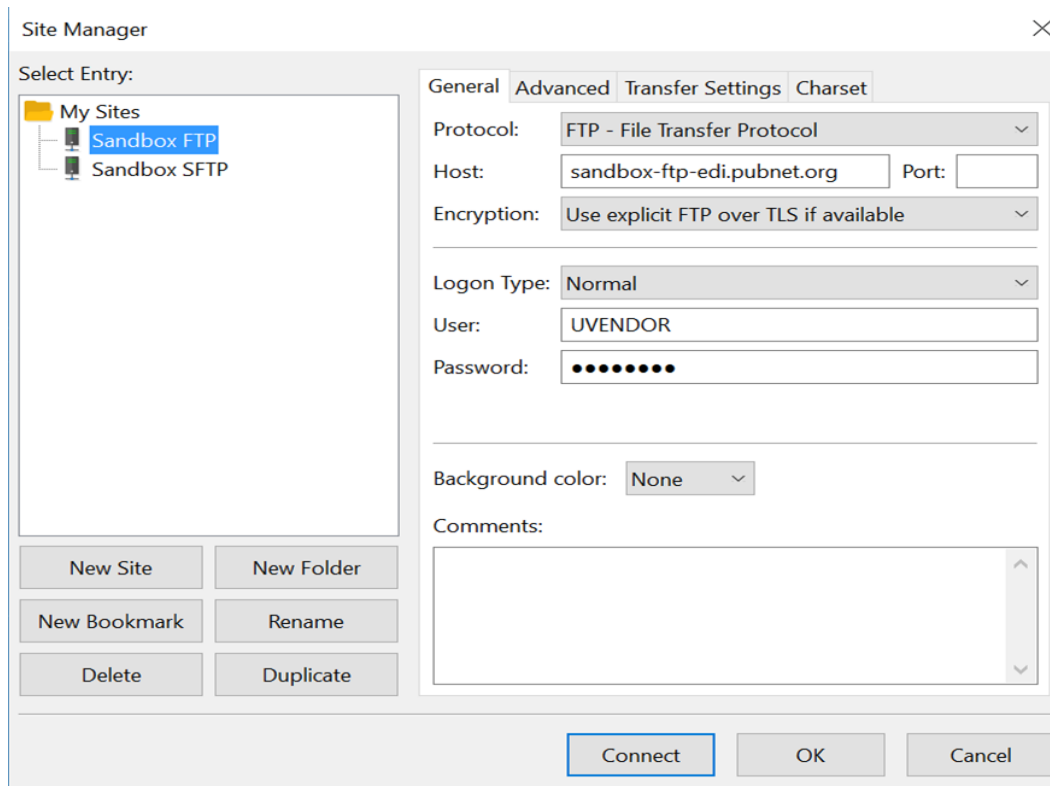 Site Manager
Select Entry:
My Sites
Sandbox FTP
Sandbox SFTP
New Site New Folder
New Bookmark Rename
Delete Duplicate
General Advanced Transfer Settings Charset
Protocol: FTP - File Transfer Protocol
Host: sandbox-ftp-edi.pubnet.org Port:
Encryption: Use explicit FTP over TLS if available
Logon Type: Normal
User: UVENDOR
Password: ●●●●●●●●
Background color: None
Comments:
Connect OK Cancel